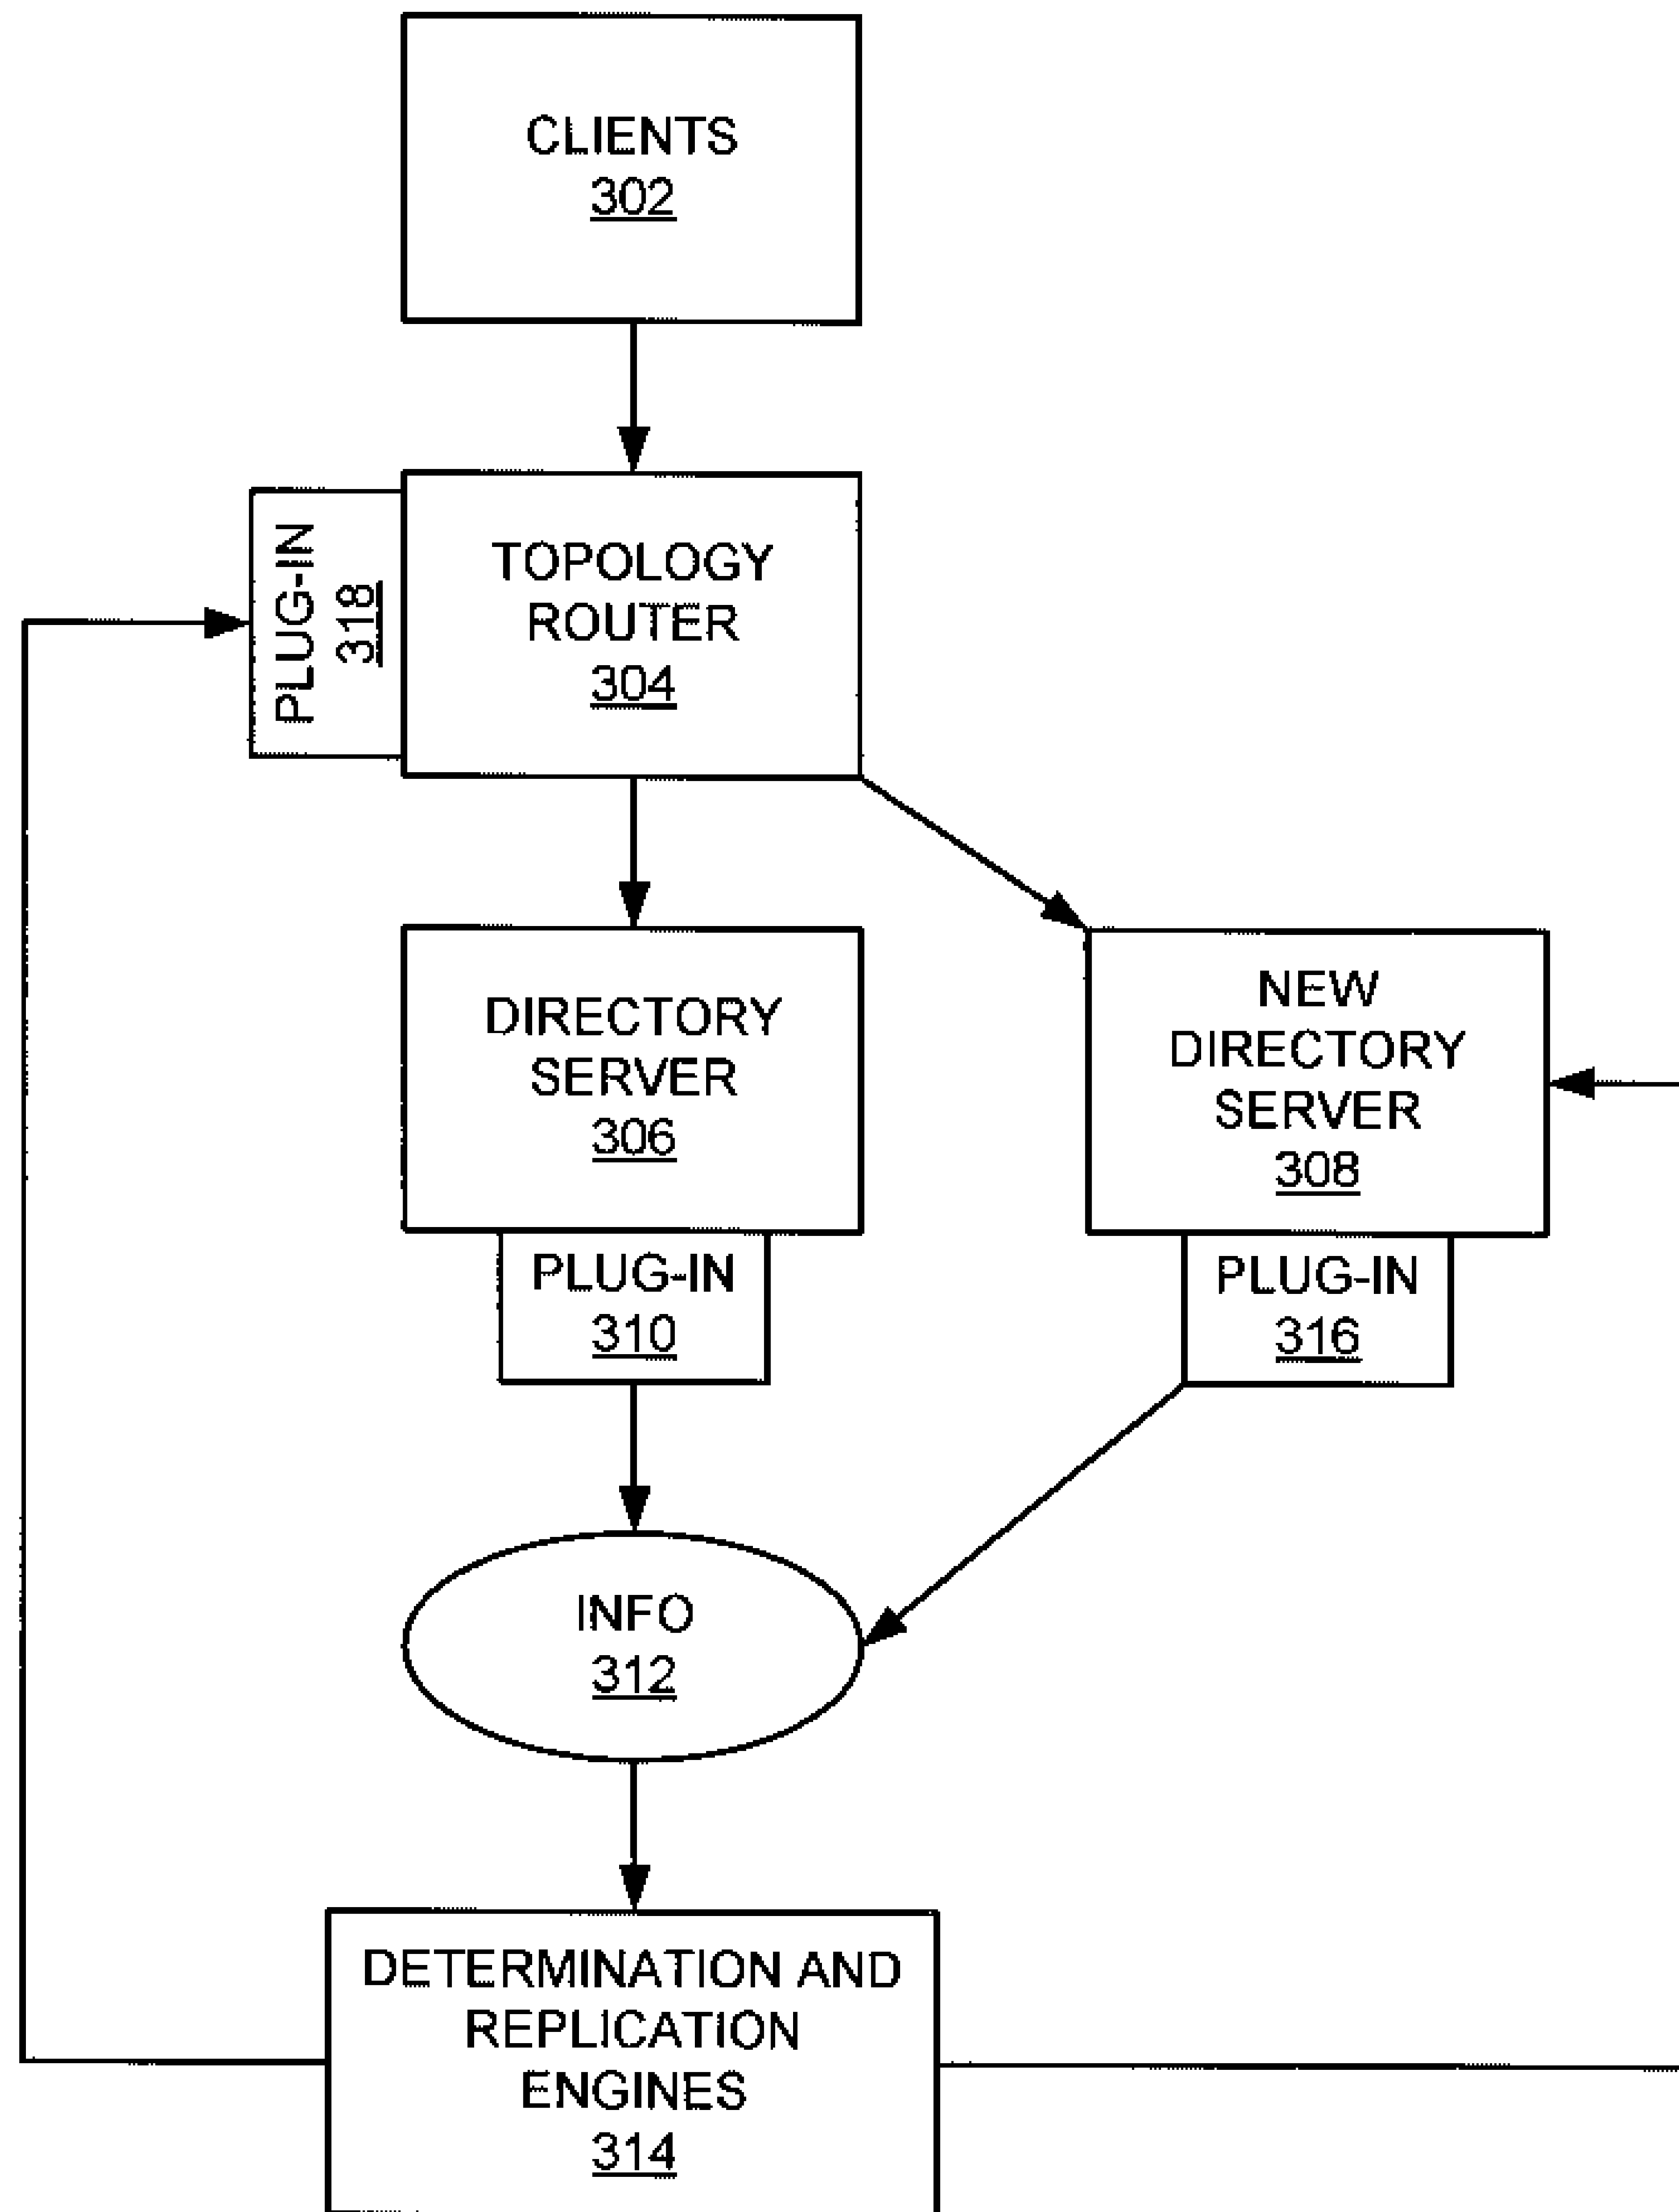 CLIENTS
302
PLUG-IN
318
TOPOLOGY
ROUTER
304
DIRECTORY
SERVER
306
NEW
DIRECTORY
SERVER
308
PLUG-IN
310
PLUG-IN
316
INFO
312
DETERMINATION AND
REPLICATION
ENGINES
314